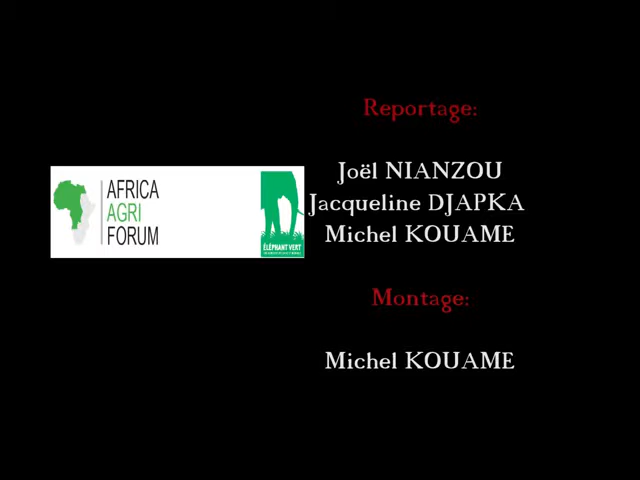 Reportage:
Joël NIANZOU
Jacqueline DJAPKA
Michel KOUAME
Montage:
Michel KOUAME
AFRICA
AGRI
FORUM
ÉLÉPHANT VERT